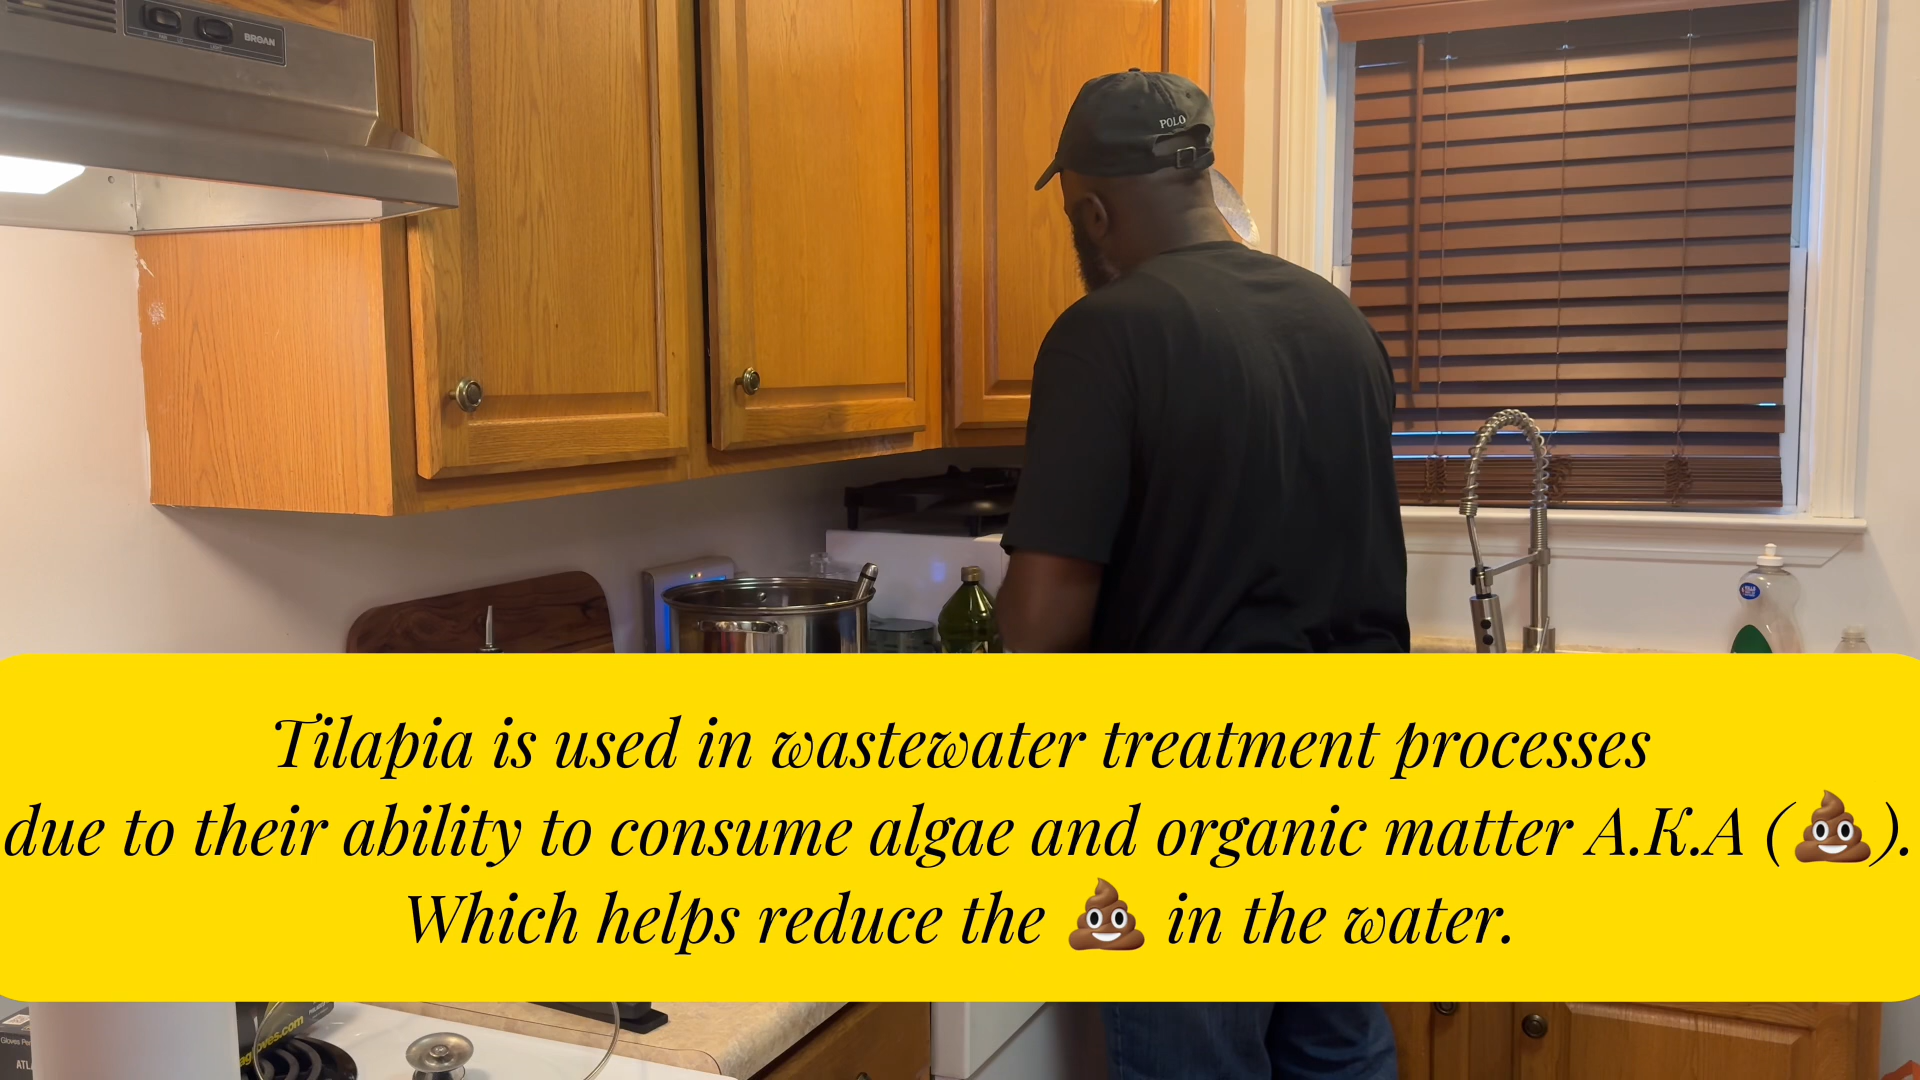 BROAN
POLO
Tilapia is used in wastewater treatment processes
due to their ability to consume algae and organic matter A.K.A (💩).
Which helps reduce the 💩 in the water.